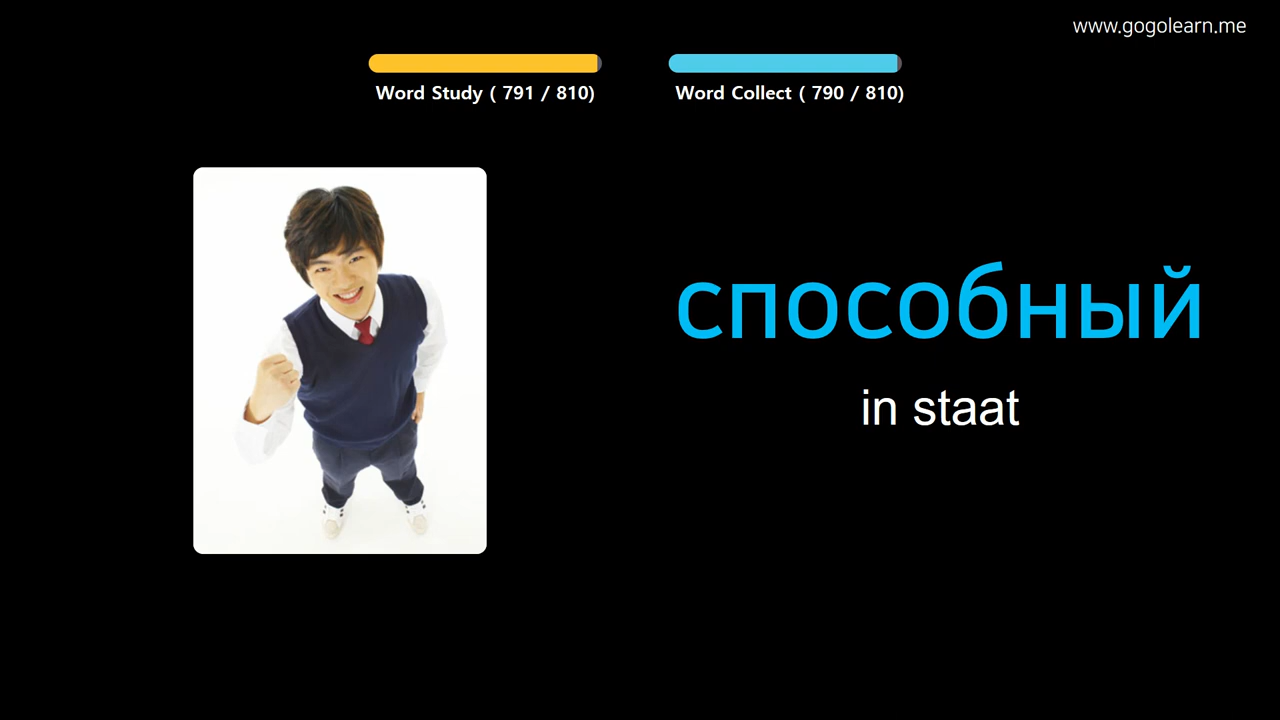 www.gogolearn.me
Word Study ( 791 / 810)
Word Collect ( 790 / 810)
способный
in staat